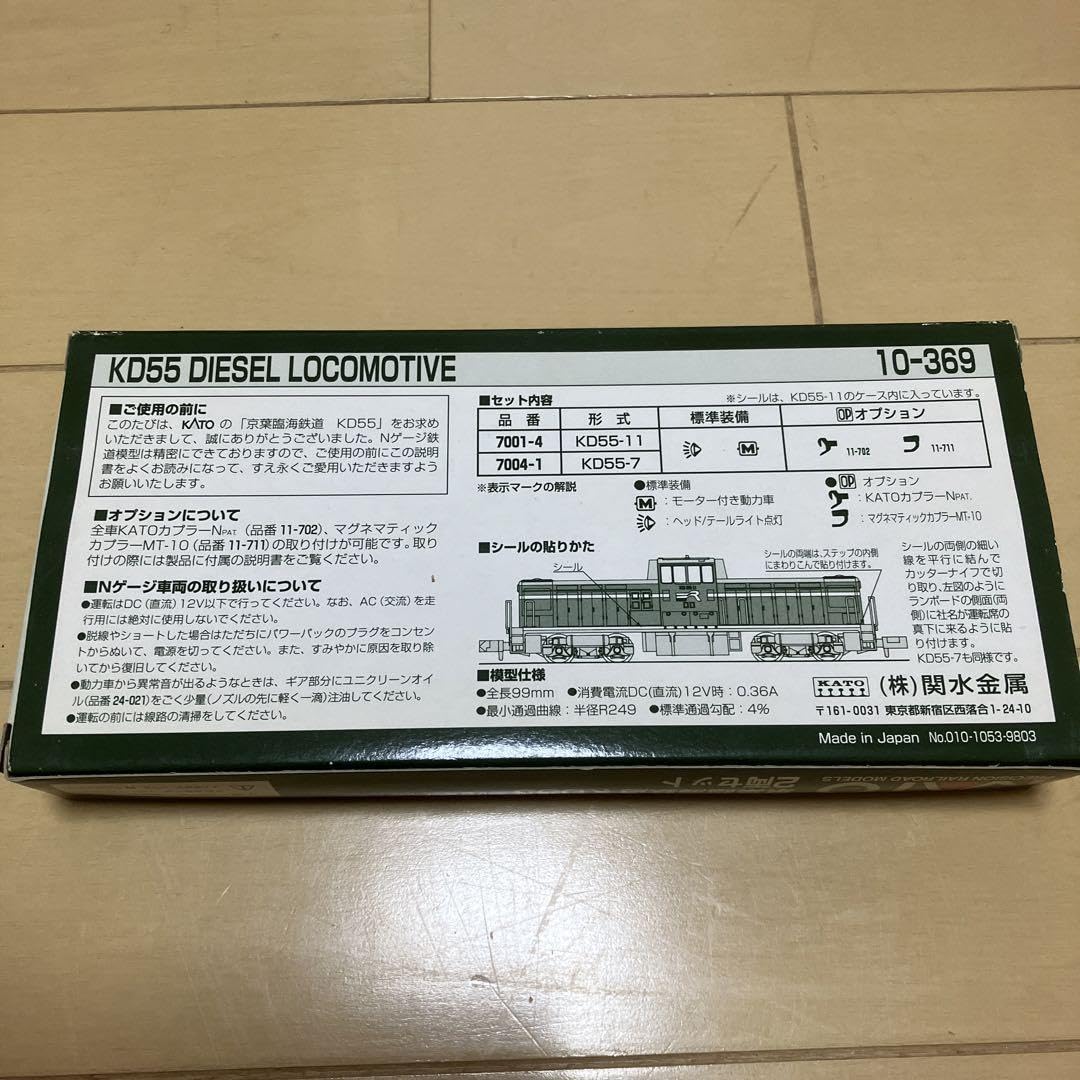 KD55 DIESEL LOCOMOTIVE
10-369
■ご使用の前に
このたびは、KATOの「京葉臨海鉄道 KD55」をお求め
いただきまして、誠にありがとうございました。Nゲージ鉄
道模型は精密にできておりますので、ご使用の前にこの説明
書をよくお読みになって、すえ永くご愛用いただきますよう
お願いいたします。
■オプションについて
全車KATOカプラーNPAT.(品番11-702)、マグネマティック
カプラーMT-10(品番11-711)の取り付けが可能です。取り
付けの際には製品に付属の説明書をご覧ください。
■Nゲージ車両の取り扱いについて
●運転はDC(直流)12V以下で行ってください。なお、AC(交流)を走
行用には絶対に使用しないでください。
●脱線やショートした場合はただちにパワーパックのプラグをコンセン
トからぬいて、電源を切ってください。また、すみやかに原因を取り除
いてから復旧してください。
●動力車から異常音が出るようなときは、ギア部分にユニクリーンオイ
ル(品番24-021)をごく少量(ノズルの先に軽く一滴)注油してください。
●運転の前には線路の清掃をしてください。
■セット内容
※シールは、KD55-11のケース内に入っています。
品番 形式 標準装備 OPオプション
7001-4 KD55-11 M 11-702 11-711
7004-1 KD55-7
※表示マークの解説
●標準装備
M:モーター付き動力車
:ヘッド/テールライト点灯
●OP オプション
:KATOカプラーNPAT.
:マグネマティックカプラーMT-10
■シールの貼りかた
シール
シールの両端は、ステップの内側
にまわりこんで貼り付けます。
シールの両側の細い
線を平行に結んで
カッターナイフで切
り取り、左図のように
ランボードの側面(両
側)に社名が運転席の
真下に来るように貼
り付けます。
KD55-7も同様です。
■模型仕様
●全長99mm ●消費電流DC(直流)12V時:0.36A
●最小通過曲線:半径R249 ●標準通過勾配:4%
KATO (株)関水金属
〒161-0031 東京都新宿区西落合1-24-10
Made in Japan No.010-1053-9803
2両セット
PRECISION RAILROAD MODELS